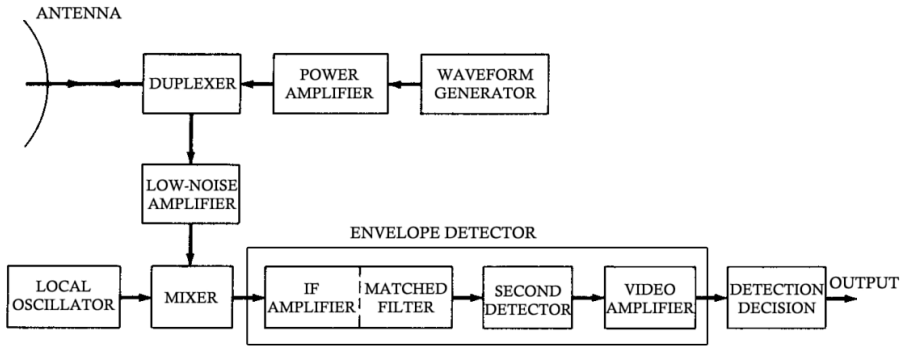 ANTENNA
DUPLEXER
POWER
AMPLIFIER
WAVEFORM
GENERATOR
LOW-NOISE
AMPLIFIER
ENVELOPE DETECTOR
LOCAL
OSCILLATOR
MIXER
IF
AMPLIFIER
MATCHED
FILTER
SECOND
DETECTOR
VIDEO
AMPLIFIER
DETECTION
DECISION
OUTPUT